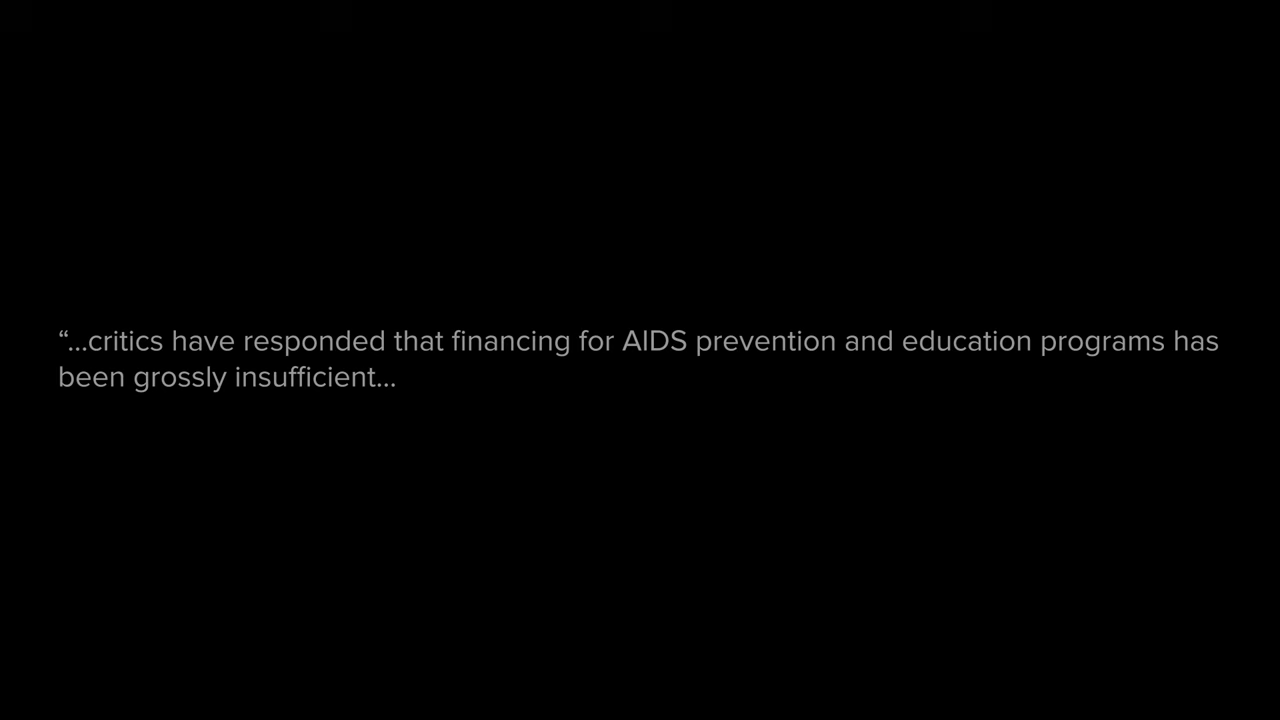 “...critics have responded that financing for AIDS prevention and education programs has
been grossly insufficient...